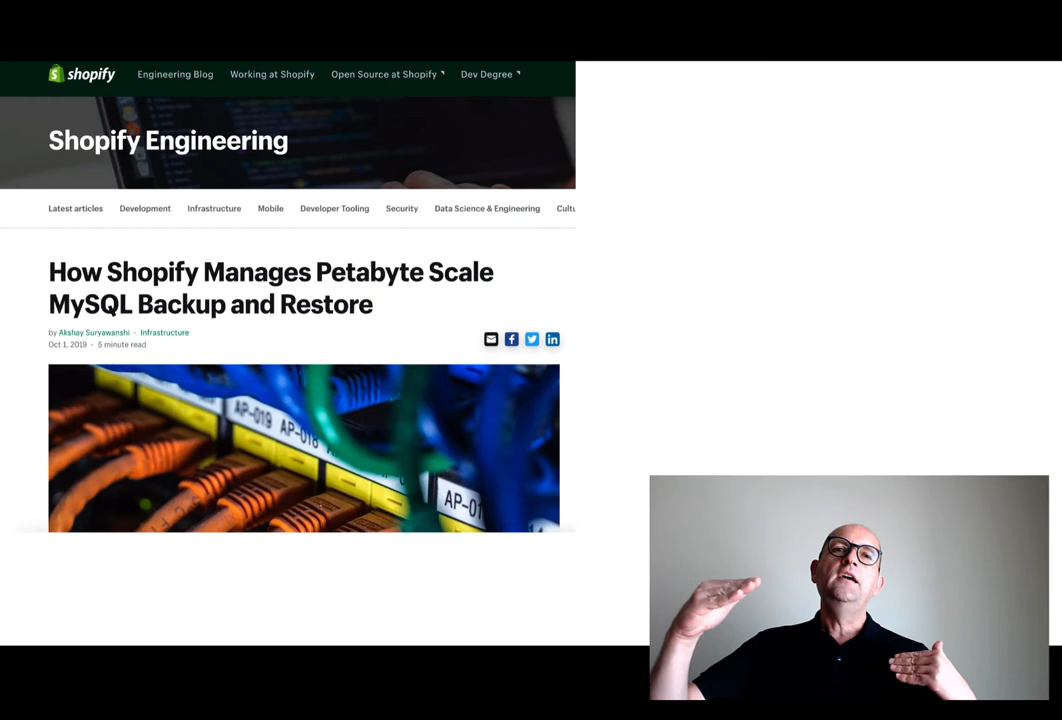 shopify Engineering Blog Working at Shopify Open Source at Shopify Dev Degree
Shopify Engineering
Latest articles Development Infrastructure Mobile Developer Tooling Security Data Science & Engineering
How Shopify Manages Petabyte Scale
MySQL Backup and Restore
by Akshay Suryawanshi · Infrastructure
Oct 1, 2019 · 5 minute read
AP-019 AP-018